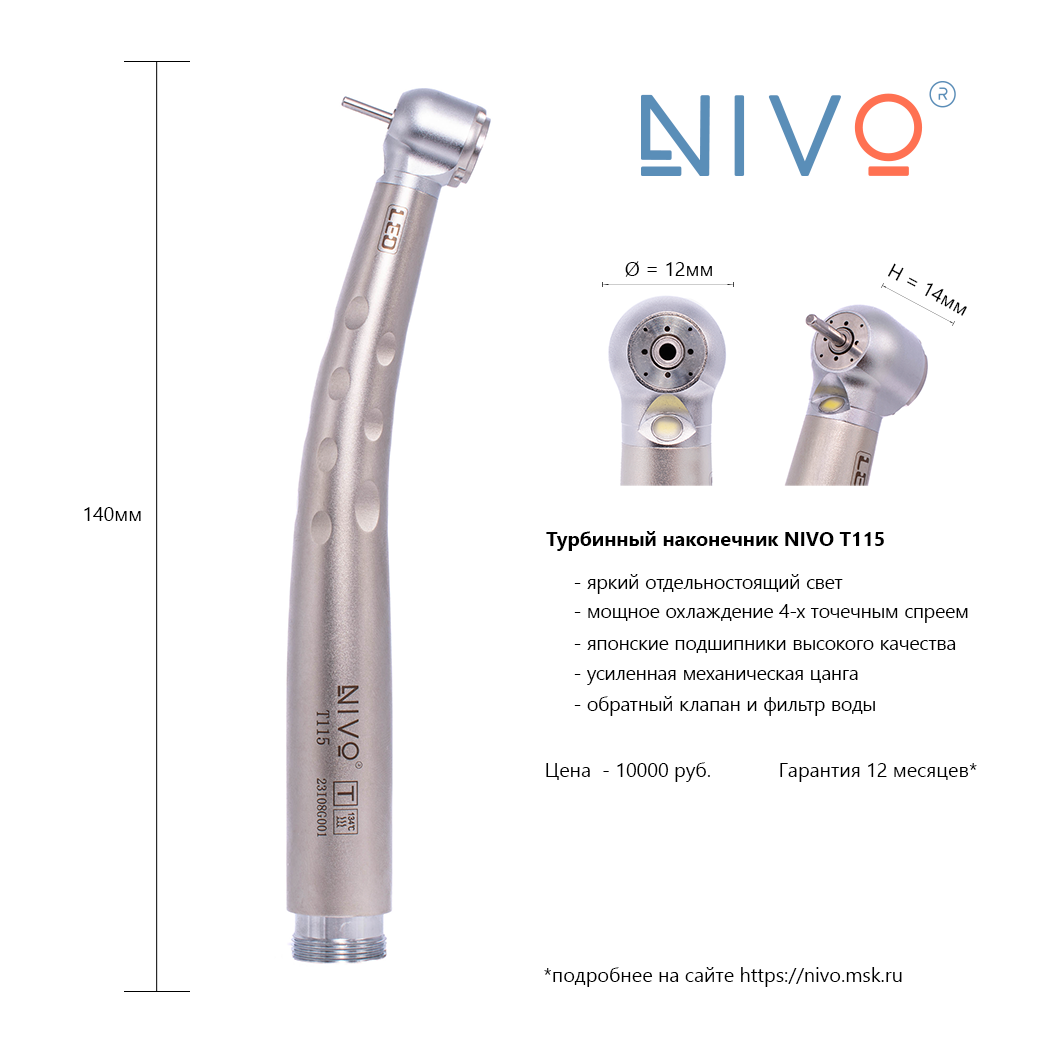 NIVO ®
Ø = 12мм
H = 14мм
LED
LED
140мм
Турбинный наконечник NIVO T115
- яркий отдельностоящий свет
- мощное охлаждение 4-х точечным спреем
- японские подшипники высокого качества
- усиленная механическая цанга
- обратный клапан и фильтр воды
NIVO ®
T115
T
134°C
23108G001
Цена - 10000 руб.
Гарантия 12 месяцев*
*подробнее на сайте https://nivo.msk.ru